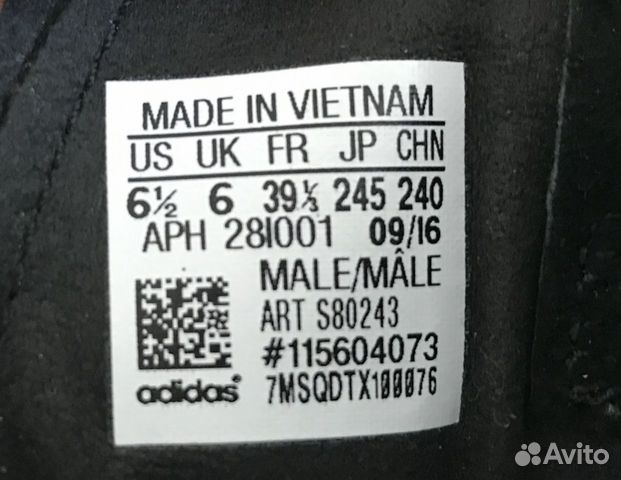 MADE IN VIETNAM
US UK FR JP CHN
6½ 6 39⅓ 245 240
APH 28I001 09/16
MALE/MÂLE
ART S80243
#115604073
adidas® 7MSQDTX100076
Avito